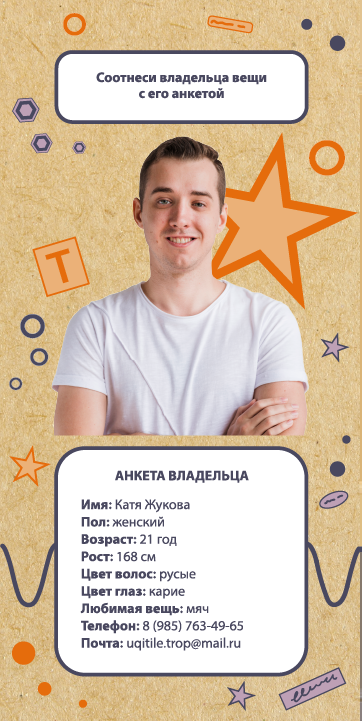 Соотнеси владельца вещи
с его анкетой
Т
АНКЕТА ВЛАДЕЛЬЦА
Имя: Катя Жукова
Пол: женский
Возраст: 21 год
Рост: 168 см
Цвет волос: русые
Цвет глаз: карие
Любимая вещь: мяч
Телефон: 8 (985) 763-49-65
Почта: uqitile.trop@mail.ru